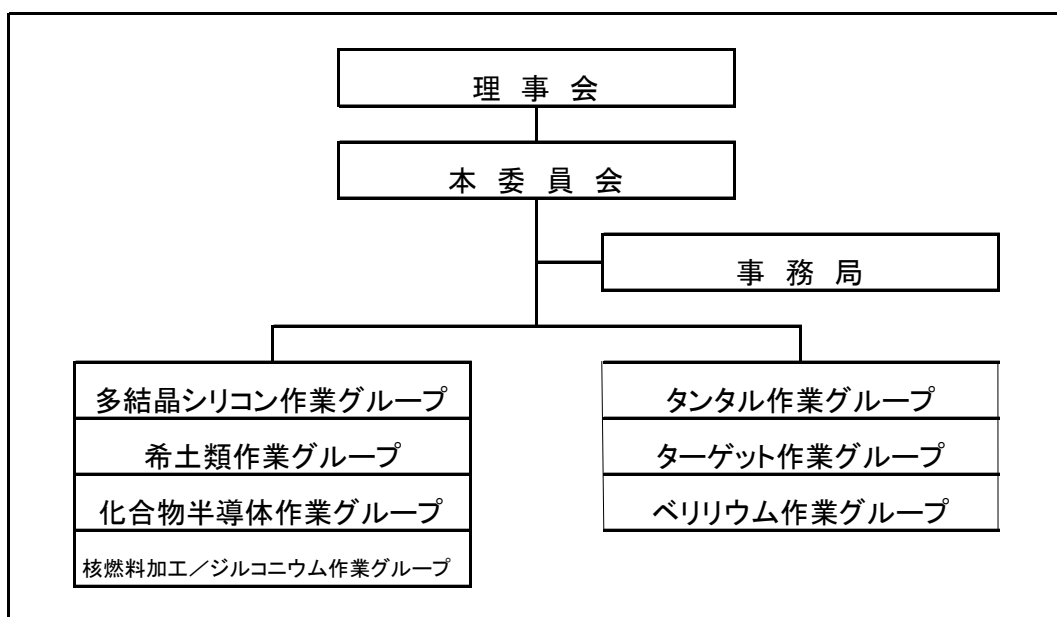 理 事 会
本 委 員 会
事 務 局
多結晶シリコン作業グループ
希土類作業グループ
化合物半導体作業グループ
核燃料加工／ジルコニウム作業グループ
タンタル作業グループ
ターゲット作業グループ
ベリリウム作業グループ